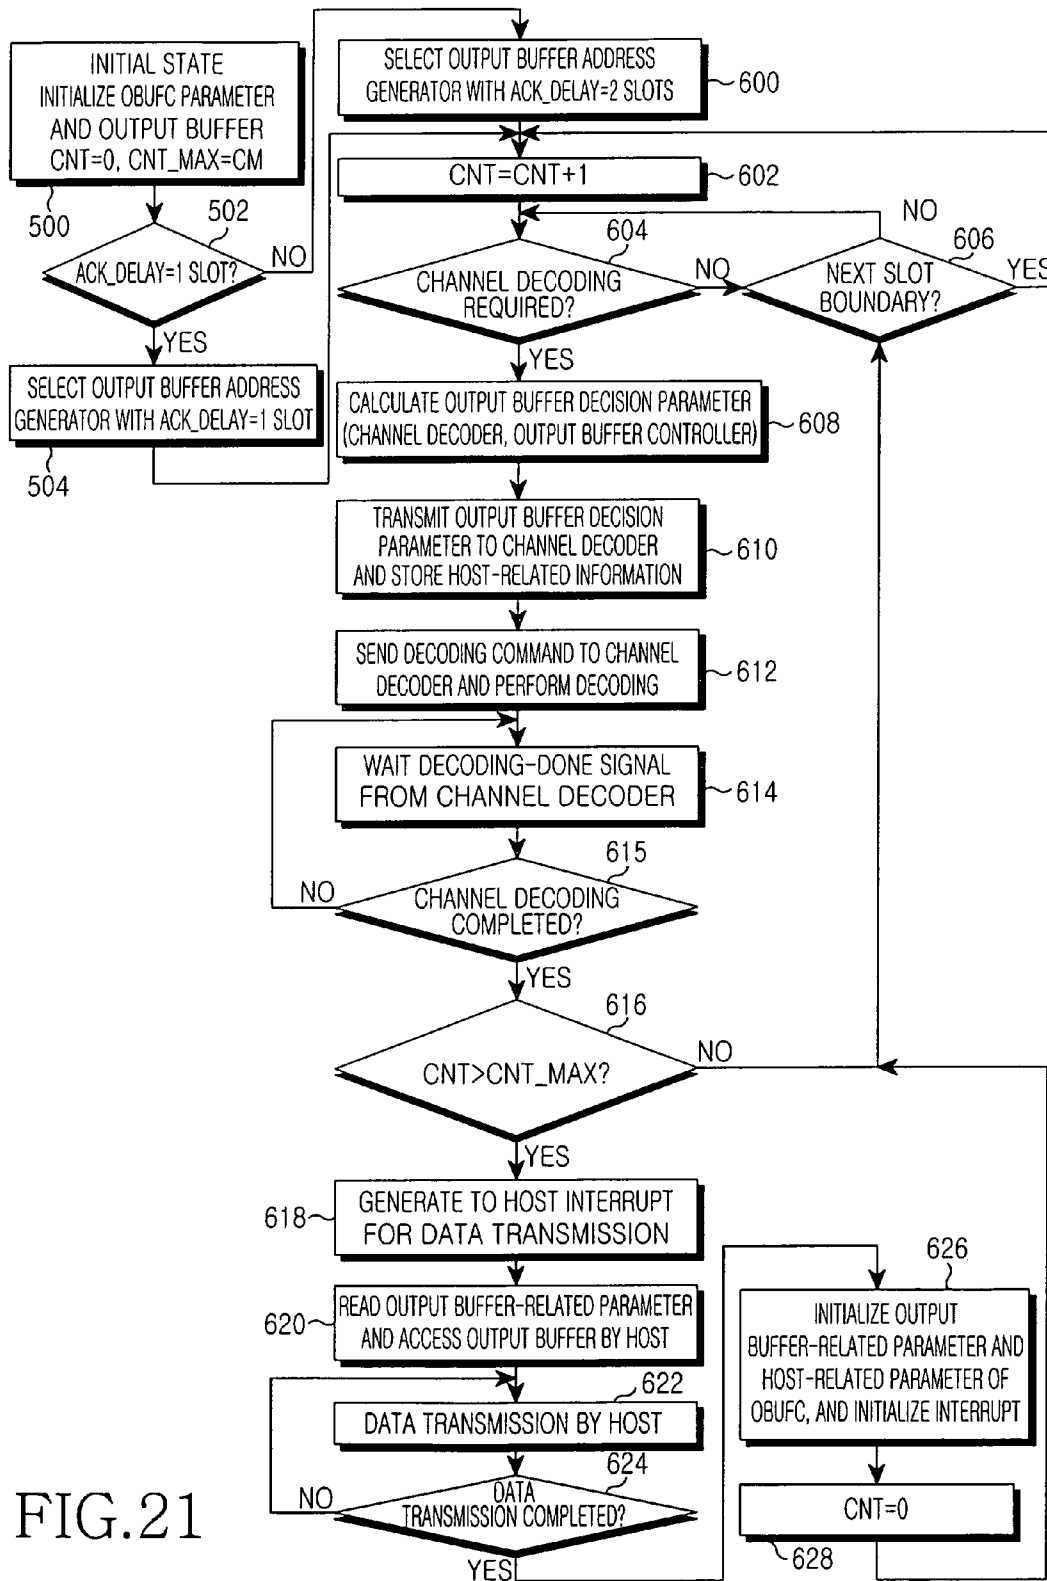 INITIAL STATE
INITIALIZE OBUFC PARAMETER
AND OUTPUT BUFFER
CNT=0, CNT_MAX=CM
500
502
ACK_DELAY=1 SLOT?
NO
YES
SELECT OUTPUT BUFFER ADDRESS
GENERATOR WITH ACK_DELAY=1 SLOT
504
SELECT OUTPUT BUFFER ADDRESS
GENERATOR WITH ACK_DELAY=2 SLOTS
600
CNT=CNT+1
602
604
CHANNEL DECODING
REQUIRED?
NO
YES
NO
606
NEXT SLOT
BOUNDARY?
YES
CALCULATE OUTPUT BUFFER DECISION PARAMETER
(CHANNEL DECODER, OUTPUT BUFFER CONTROLLER)
608
TRANSMIT OUTPUT BUFFER DECISION
PARAMETER TO CHANNEL DECODER
AND STORE HOST-RELATED INFORMATION
610
SEND DECODING COMMAND TO CHANNEL
DECODER AND PERFORM DECODING
612
WAIT DECODING-DONE SIGNAL
FROM CHANNEL DECODER
614
615
NO
CHANNEL DECODING
COMPLETED?
YES
616
CNT>CNT_MAX?
NO
YES
GENERATE TO HOST INTERRUPT
FOR DATA TRANSMISSION
618
READ OUTPUT BUFFER-RELATED PARAMETER
AND ACCESS OUTPUT BUFFER BY HOST
620
622
DATA TRANSMISSION BY HOST
624
NO
DATA
TRANSMISSION COMPLETED?
YES
626
INITIALIZE OUTPUT
BUFFER-RELATED PARAMETER AND
HOST-RELATED PARAMETER OF
OBUFC, AND INITIALIZE INTERRUPT
CNT=0
628
FIG.21